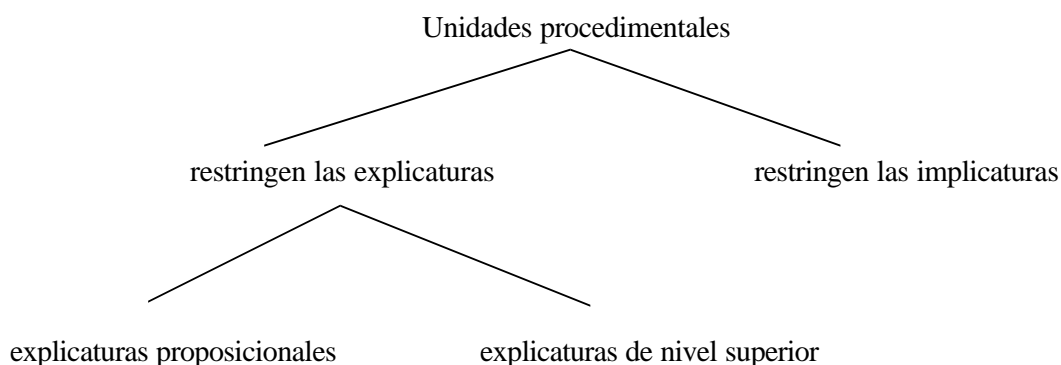 Unidades procedimentales
restringen las explicaturas restringen las implicaturas
explicaturas proposicionales explicaturas de nivel superior